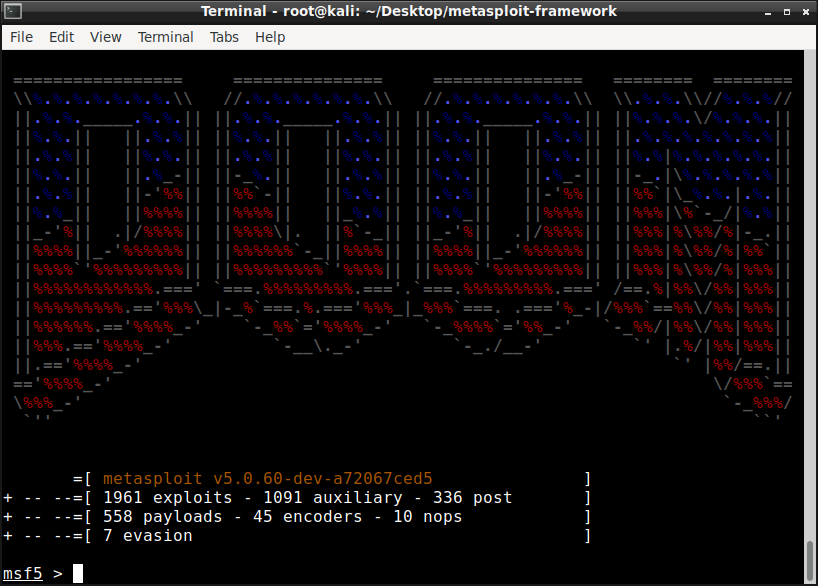 Terminal - root@kali: ~/Desktop/metasploit-framework
File Edit View Terminal Tabs Help
=[ metasploit v5.0.60-dev-a72067ced5 ]
+ -- --=[ 1961 exploits - 1091 auxiliary - 336 post ]
+ -- --=[ 558 payloads - 45 encoders - 10 nops ]
+ -- --=[ 7 evasion ]
msf5 >